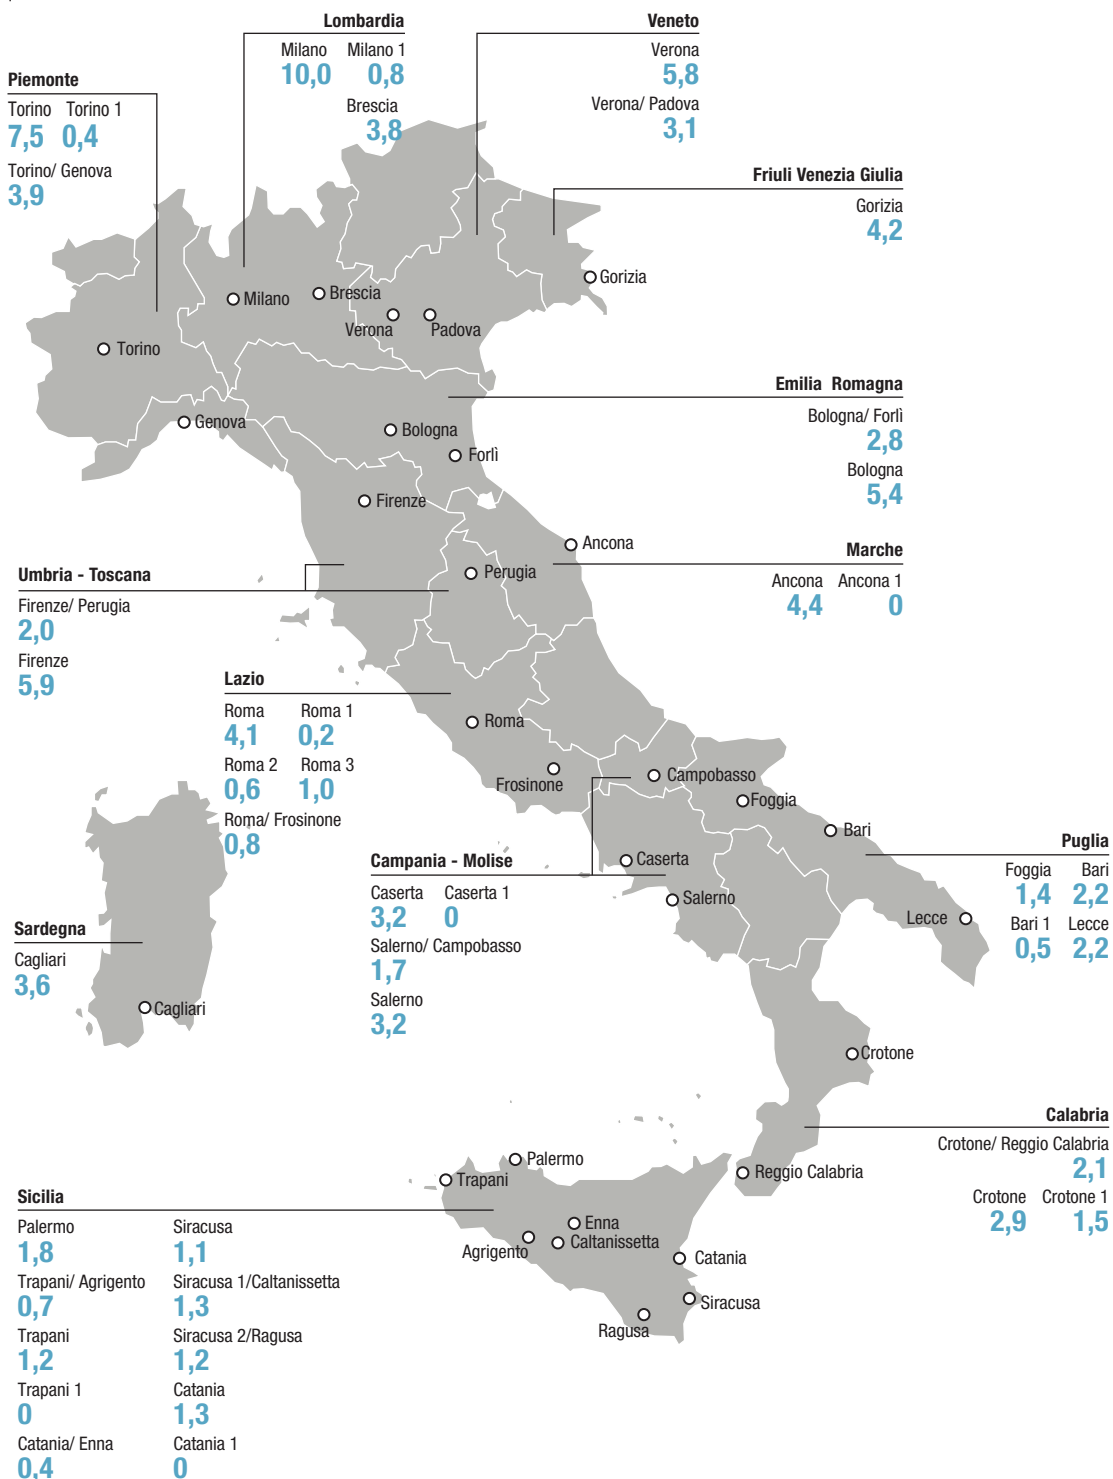 Lombardia
Milano Milano 1
10,0 0,8
Brescia
3,8
Veneto
Verona
5,8
Verona/ Padova
3,1
Piemonte
Torino Torino 1
7,5 0,4
Torino/ Genova
3,9
Friuli Venezia Giulia
Gorizia
4,2
Gorizia
Milano
Brescia
Verona
Padova
Torino
Genova
Emilia Romagna
Bologna/ Forlì
2,8
Bologna
5,4
Bologna
Forlì
Firenze
Ancona
Perugia
Marche
Ancona Ancona 1
4,4 0
Umbria - Toscana
Firenze/ Perugia
2,0
Firenze
5,9
Lazio
Roma Roma 1
4,1 0,2
Roma 2 Roma 3
0,6 1,0
Roma/ Frosinone
0,8
Roma
Frosinone
Campobasso
Foggia
Bari
Caserta
Salerno
Lecce
Campania - Molise
Caserta Caserta 1
3,2 0
Salerno/ Campobasso
1,7
Salerno
3,2
Puglia
Foggia Bari
1,4 2,2
Bari 1 Lecce
0,5 2,2
Sardegna
Cagliari
3,6
Cagliari
Crotone
Calabria
Crotone/ Reggio Calabria
2,1
Crotone Crotone 1
2,9 1,5
Reggio Calabria
Palermo
Trapani
Enna
Agrigento
Caltanissetta
Catania
Siracusa
Ragusa
Sicilia
Palermo Siracusa
1,8 1,1
Trapani/ Agrigento Siracusa 1/Caltanissetta
0,7 1,3
Trapani Siracusa 2/Ragusa
1,2 1,2
Trapani 1 Catania
0 1,3
Catania/ Enna Catania 1
0,4 0